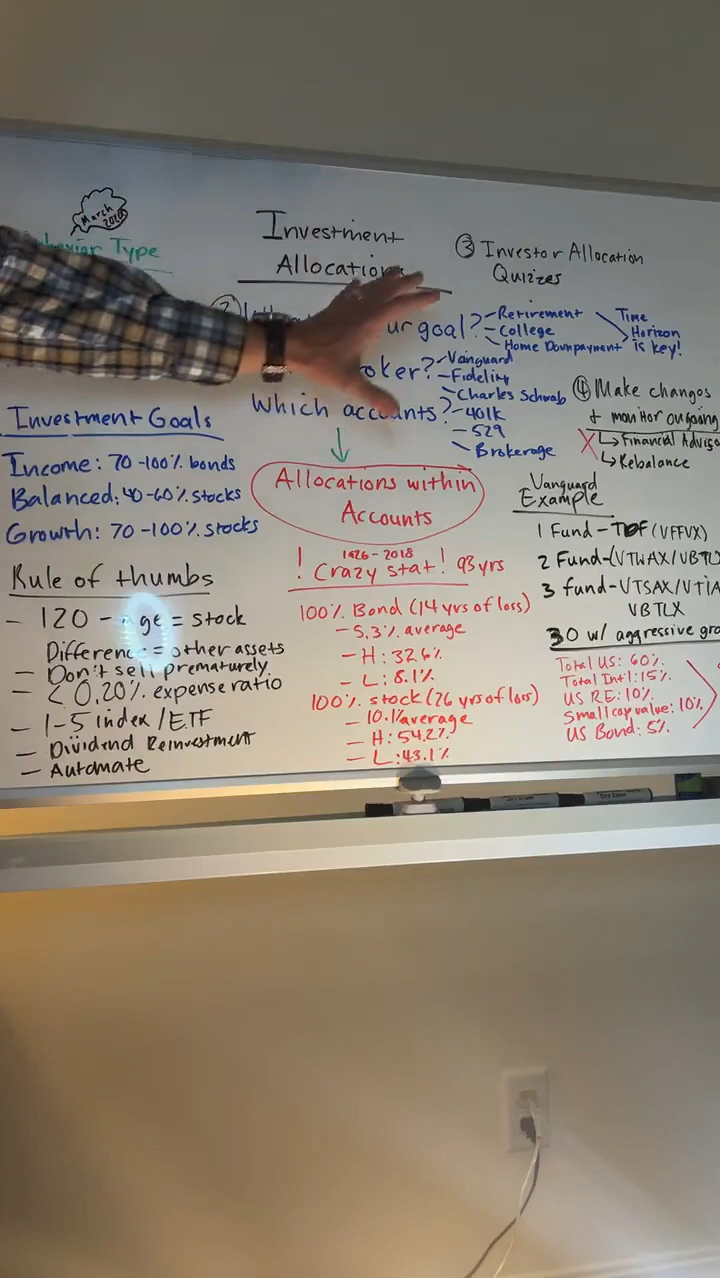 March
2020
Behavior Type
Investment
Allocations
③ Investor Allocation
Quizes
②
ur goal? - Retirement
- College
- Home Downpayment
Time
Horizon
is key!
oker? - Vanguard
- Fidelity
- Charles Schwab
Which accounts? - 401k
- 529
- Brokerage
④ Make changes
+ monitor ongoing
X ↳ Financial Adviso
↳ Rebalance
Investment Goals
Income: 70-100% bonds
Balanced: 40-60% stocks
Growth: 70-100% stocks
Allocations within
Accounts
Rule of thumbs
- 120 - Age = stock
Difference = other assets
- Don't sell prematurely.
- < 0.20% expense ratio
- 1-5 index/ETF
- Dividend Reinvestment
- Automate
1926-2018
! Crazy stat! 93 yrs
100% Bond (14 yrs of loss)
- 5.3% average
- H: 32.6%
- L: 8.1%
100% stock (26 yrs of loss)
- 10.1% average
- H: 54.2%
- L: 43.1%
Vanguard
Example
1 Fund - TDF (VFFVX)
2 Fund - (VTWAX/VBTL
3 fund - VTSAX/VTIA
VBTLX
30 w/ aggressive gro
Total US: 60%
Total Int'l: 15%
US RE: 10%
Small cap value: 10%
US Bond: 5%